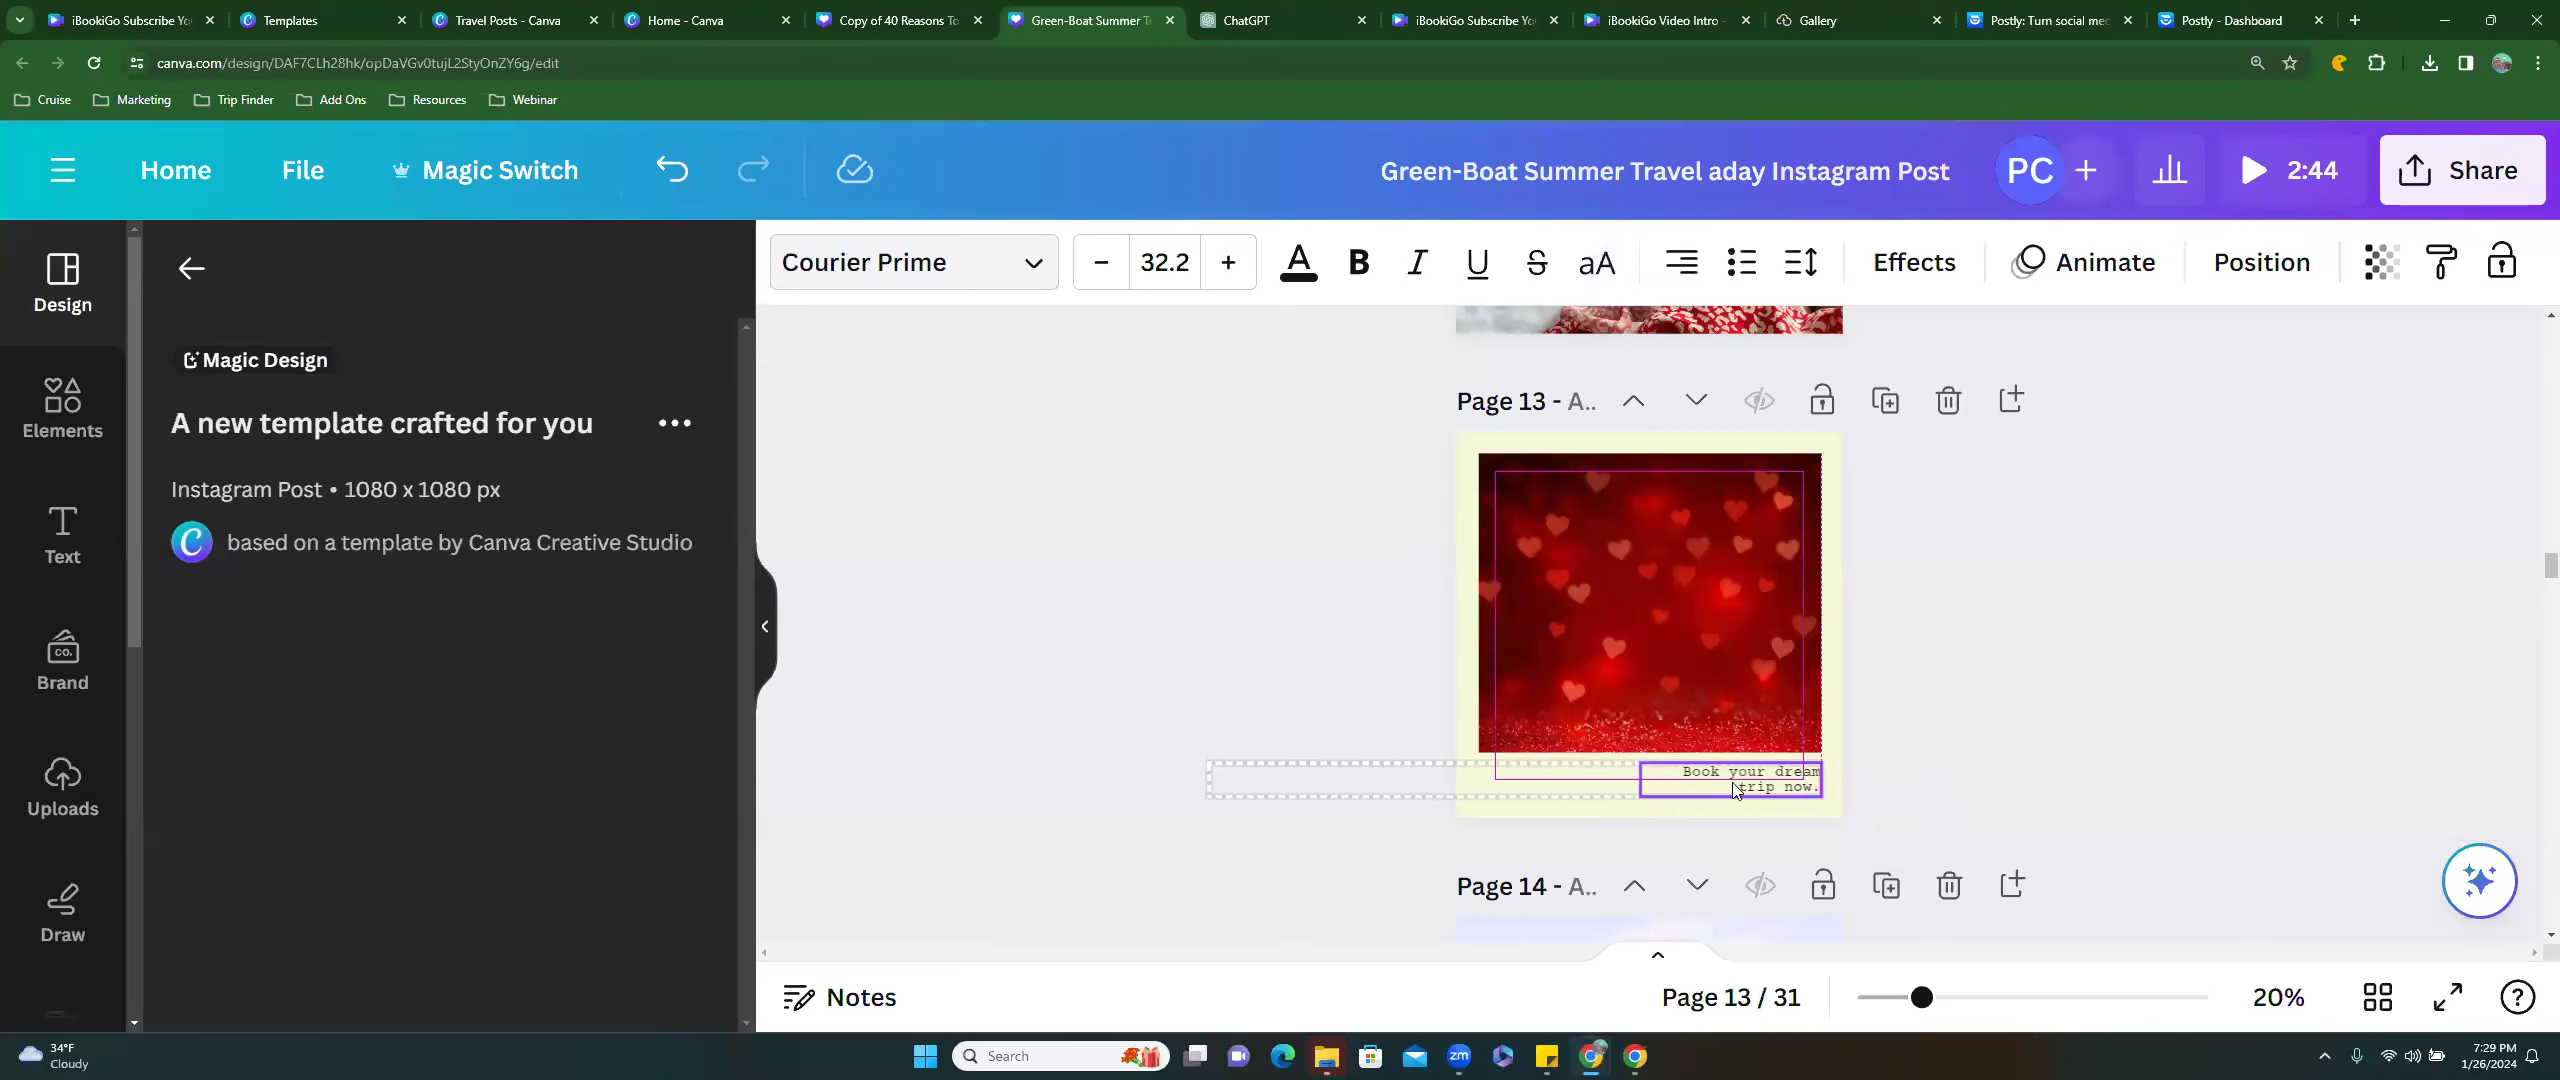 iBookiGo Subscribe Yo
Templates
Travel Posts - Canva
Home - Canva
Copy of 40 Reasons To
Green-Boat Summer Tr
ChatGPT
iBookiGo Subscribe Yo
iBookiGo Video Intro -
Gallery
Postly: Turn social med
Postly - Dashboard
canva.com/design/DAF7CLh28hk/opDaVGv0tujL2StyOnZY6g/edit
Cruise
Marketing
Trip Finder
Add Ons
Resources
Webinar
Home
File
Magic Switch
Green-Boat Summer Travel aday Instagram Post
PC
2:44
Share
Design
Elements
Text
Brand
CO.
Uploads
Draw
Magic Design
A new template crafted for you
Instagram Post • 1080 x 1080 px
based on a template by Canva Creative Studio
Courier Prime
32.2
A B I U S aA
Effects
Animate
Position
Page 13 - A..
Book your dream
trip now.
Page 14 - A..
Notes
Page 13 / 31
20%
34°F
Cloudy
Search
zm
7:29 PM
1/26/2024